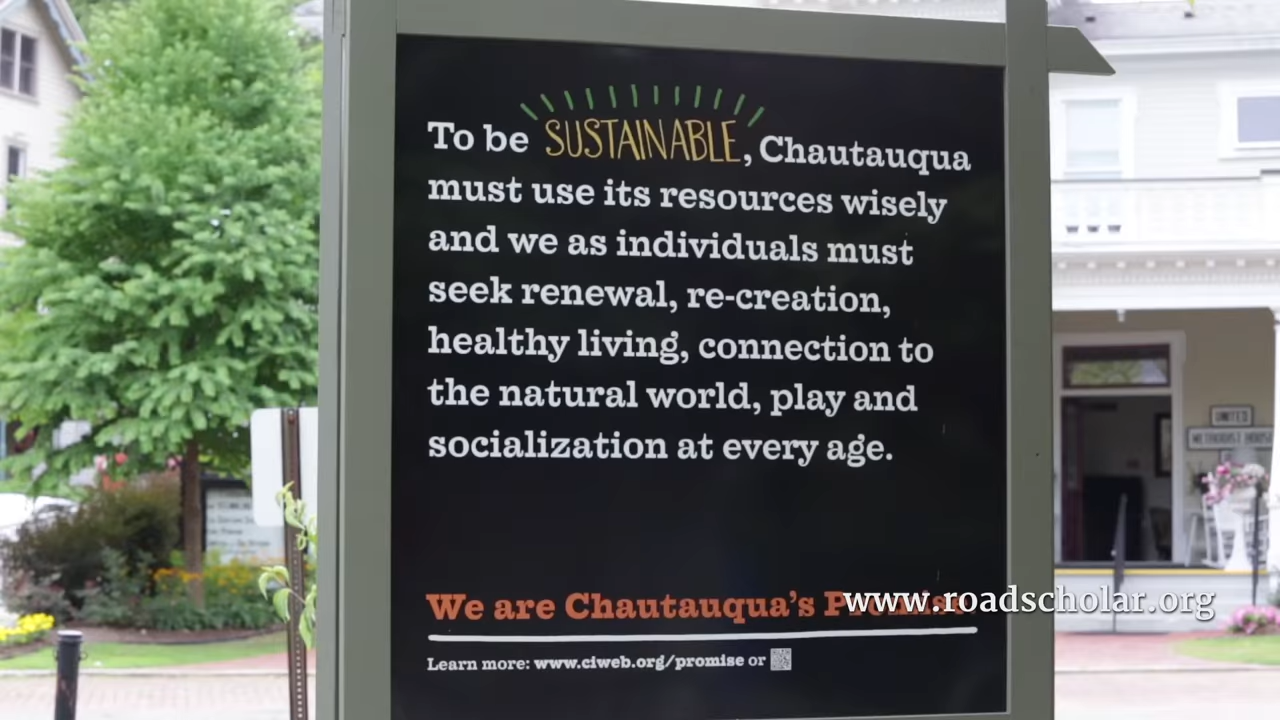 To be SUSTAINABLE, Chautauqua
must use its resources wisely
and we as individuals must
seek renewal, re-creation,
healthy living, connection to
the natural world, play and
socialization at every age.
We are Chautauqua's Promise
www.roadscholar.org
Learn more: www.ciweb.org/promise or
UNITED
METHODIST HOUSE